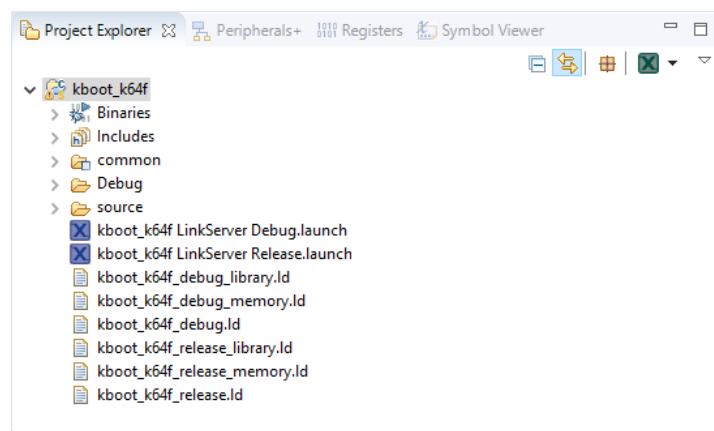 Project Explorer Peripherals+ Registers Symbol Viewer
kboot_k64f
Binaries
Includes
common
Debug
source
kboot_k64f LinkServer Debug.launch
kboot_k64f LinkServer Release.launch
kboot_k64f_debug_library.ld
kboot_k64f_debug_memory.ld
kboot_k64f_debug.ld
kboot_k64f_release_library.ld
kboot_k64f_release_memory.ld
kboot_k64f_release.ld